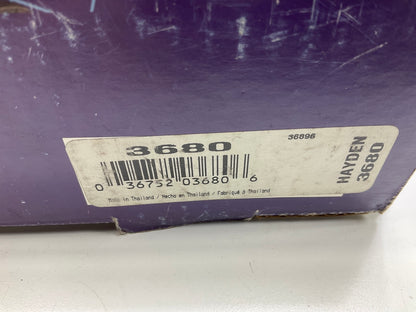 3680
36896
0 36752 03680 6
Made in Thailand / Hecho en Thailand / Fabriqué à Thailand
HAYDEN
3680